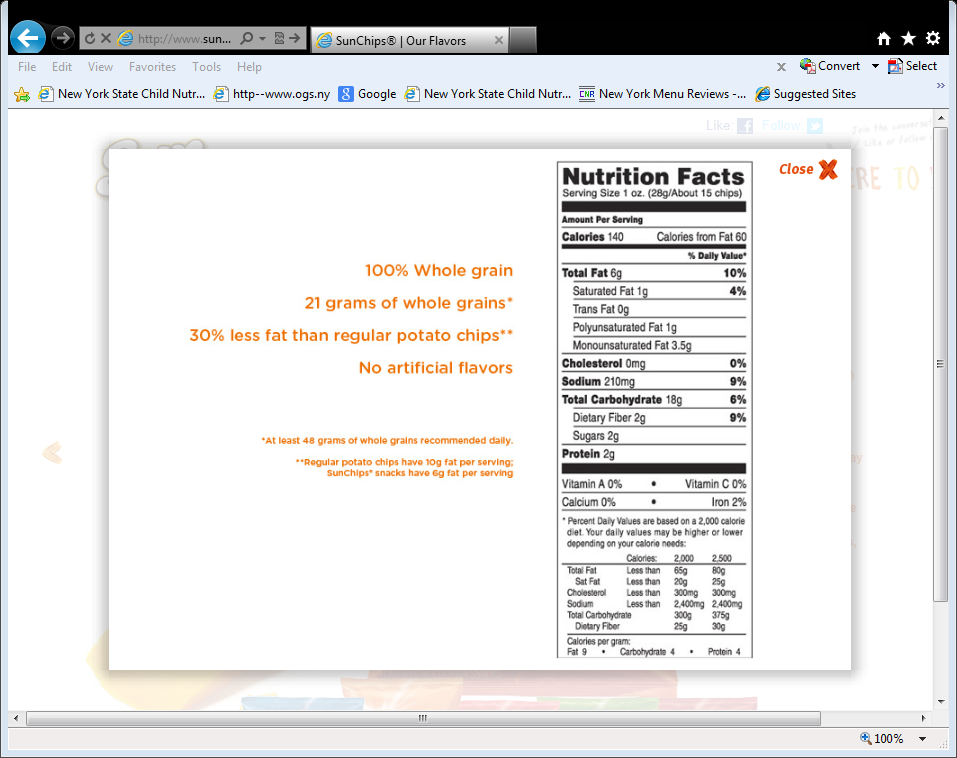 http://www.sun...
SunChips® | Our Flavors
File Edit View Favorites Tools Help
x Convert Select
New York State Child Nutr... http--www.ogs.ny Google New York State Child Nutr... New York Menu Reviews -... Suggested Sites
Like: Follow:
Join the conversat
Like or follow
ERE TO
Close X
100% Whole grain
21 grams of whole grains*
30% less fat than regular potato chips**
No artificial flavors
*At least 48 grams of whole grains recommended daily.
**Regular potato chips have 10g fat per serving;
SunChips® snacks have 6g fat per serving
Nutrition Facts
Serving Size 1 oz. (28g/About 15 chips)
Amount Per Serving
Calories 140 Calories from Fat 60
% Daily Value*
Total Fat 6g 10%
Saturated Fat 1g 4%
Trans Fat 0g
Polyunsaturated Fat 1g
Monounsaturated Fat 3.5g
Cholesterol 0mg 0%
Sodium 210mg 9%
Total Carbohydrate 18g 6%
Dietary Fiber 2g 9%
Sugars 2g
Protein 2g
Vitamin A 0% • Vitamin C 0%
Calcium 0% • Iron 2%
* Percent Daily Values are based on a 2,000 calorie
diet. Your daily values may be higher or lower
depending on your calorie needs:
Calories: 2,000 2,500
Total Fat Less than 65g 80g
Sat Fat Less than 20g 25g
Cholesterol Less than 300mg 300mg
Sodium Less than 2,400mg 2,400mg
Total Carbohydrate 300g 375g
Dietary Fiber 25g 30g
Calories per gram:
Fat 9 • Carbohydrate 4 • Protein 4
100%